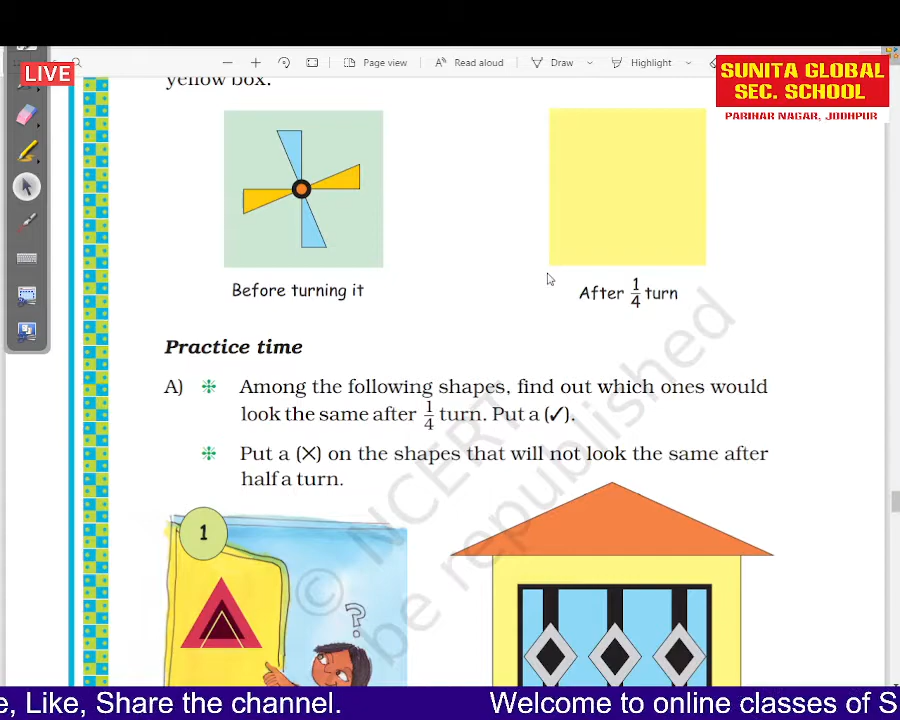 LIVE
Page view
Read aloud
Draw
Highlight
SUNITA GLOBAL
SEC. SCHOOL
PARIHAR NAGAR, JODHPUR
yellow box.
Before turning it
After 1/4 turn
Practice time
A) Among the following shapes, find out which ones would
look the same after 1/4 turn. Put a (✓).
Put a (✕) on the shapes that will not look the same after
half a turn.
© NCERT
be republished
1
?
e, Like, Share the channel.
Welcome to online classes of S